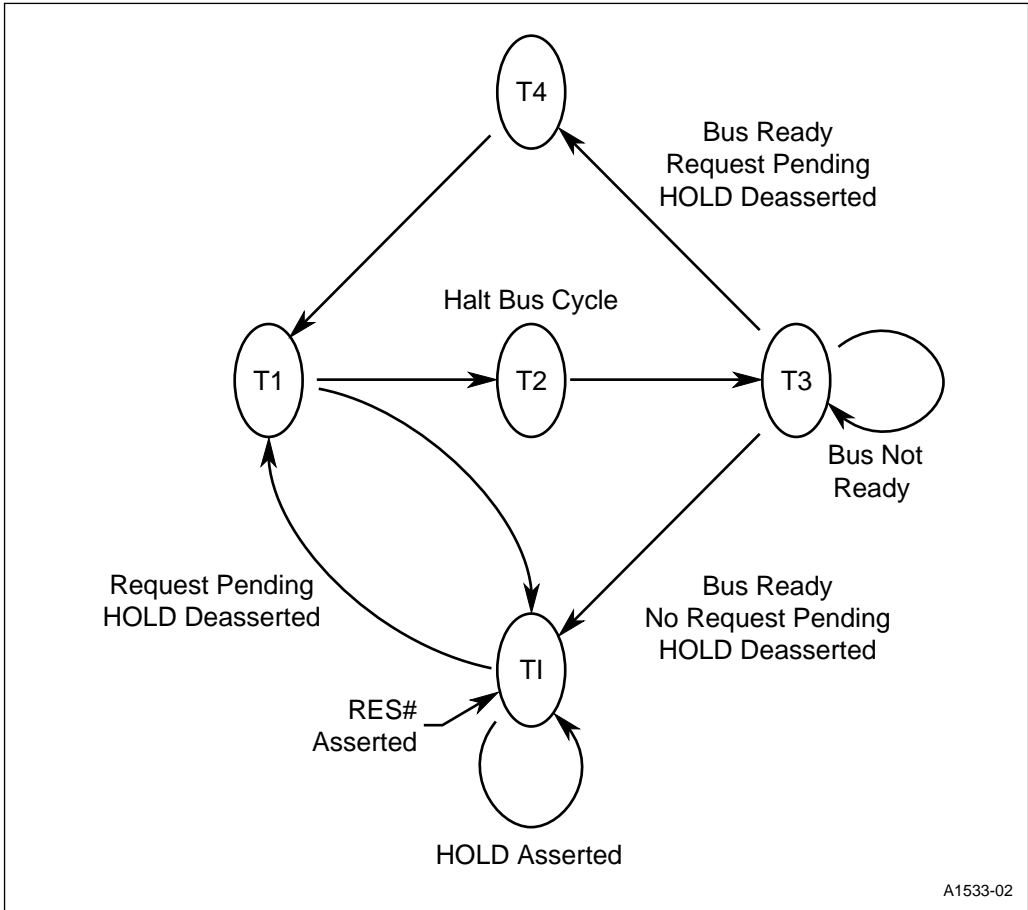 T4
Bus Ready
Request Pending
HOLD Deasserted
Halt Bus Cycle
T1
T2
T3
Bus Not
Ready
Request Pending
HOLD Deasserted
Bus Ready
No Request Pending
HOLD Deasserted
TI
RES#
Asserted
HOLD Asserted
A1533-02